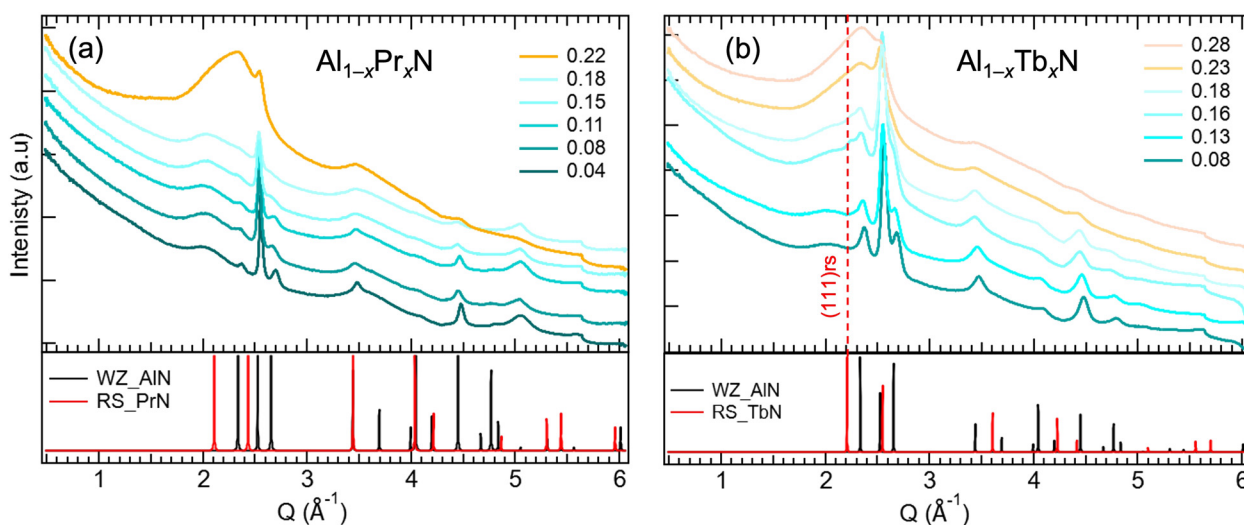 (a)
Al1–xPrxN
0.22
0.18
0.15
0.11
0.08
0.04
Intenisty (a.u)
WZ_AlN
RS_PrN
1 2 3 4 5 6
Q (Å⁻¹)
(b)
Al1–xTbxN
0.28
0.23
0.18
0.16
0.13
0.08
(111)rs
WZ_AlN
RS_TbN
1 2 3 4 5 6
Q (Å⁻¹)